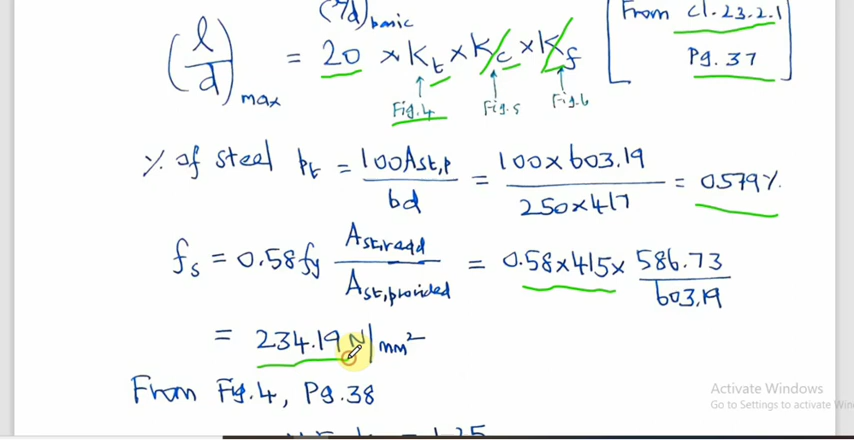 (l/d)basic
(l/d)max = 20 × Kt × Kc × Kf [From cl.23.2.1
Pg. 37]
Fig.4 Fig.5 Fig.6
% of steel pt = 100Ast,p / bd = 100×603.19 / 250×417 = 0.579%.
fs = 0.58fy Ast,reqd / Ast,provided = 0.58×415× 586.73 / 603.19
= 234.19 N/mm²
From Fig.4, Pg.38
Activate Windows
Go to Settings to activate Win